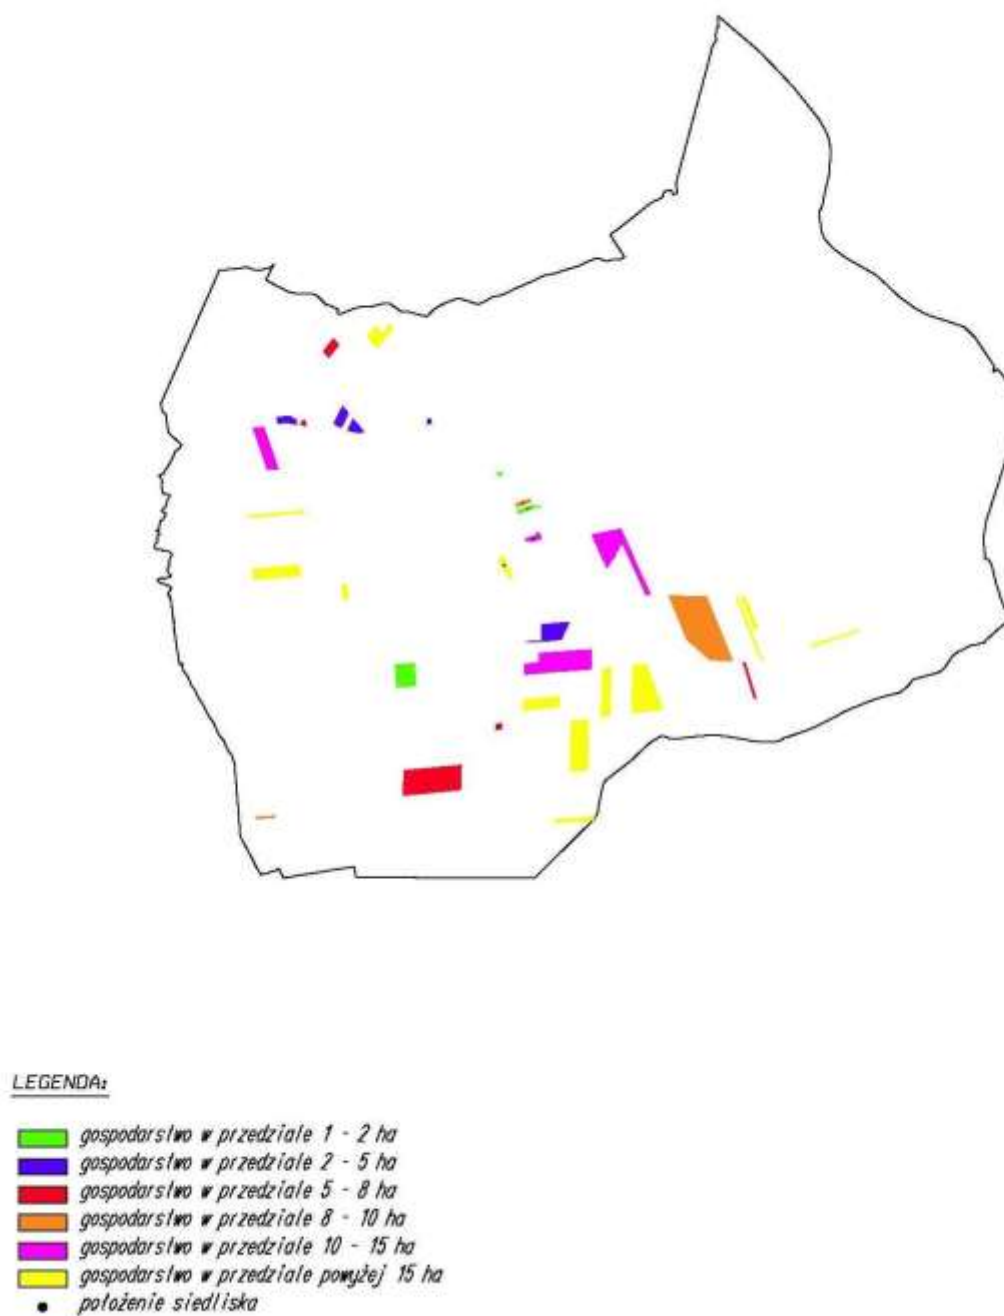 LEGENDA:
gospodarstwo w przedziale 1 - 2 ha
gospodarstwo w przedziale 2 - 5 ha
gospodarstwo w przedziale 5 - 8 ha
gospodarstwo w przedziale 8 - 10 ha
gospodarstwo w przedziale 10 - 15 ha
gospodarstwo w przedziale powyżej 15 ha
położenie siedliska